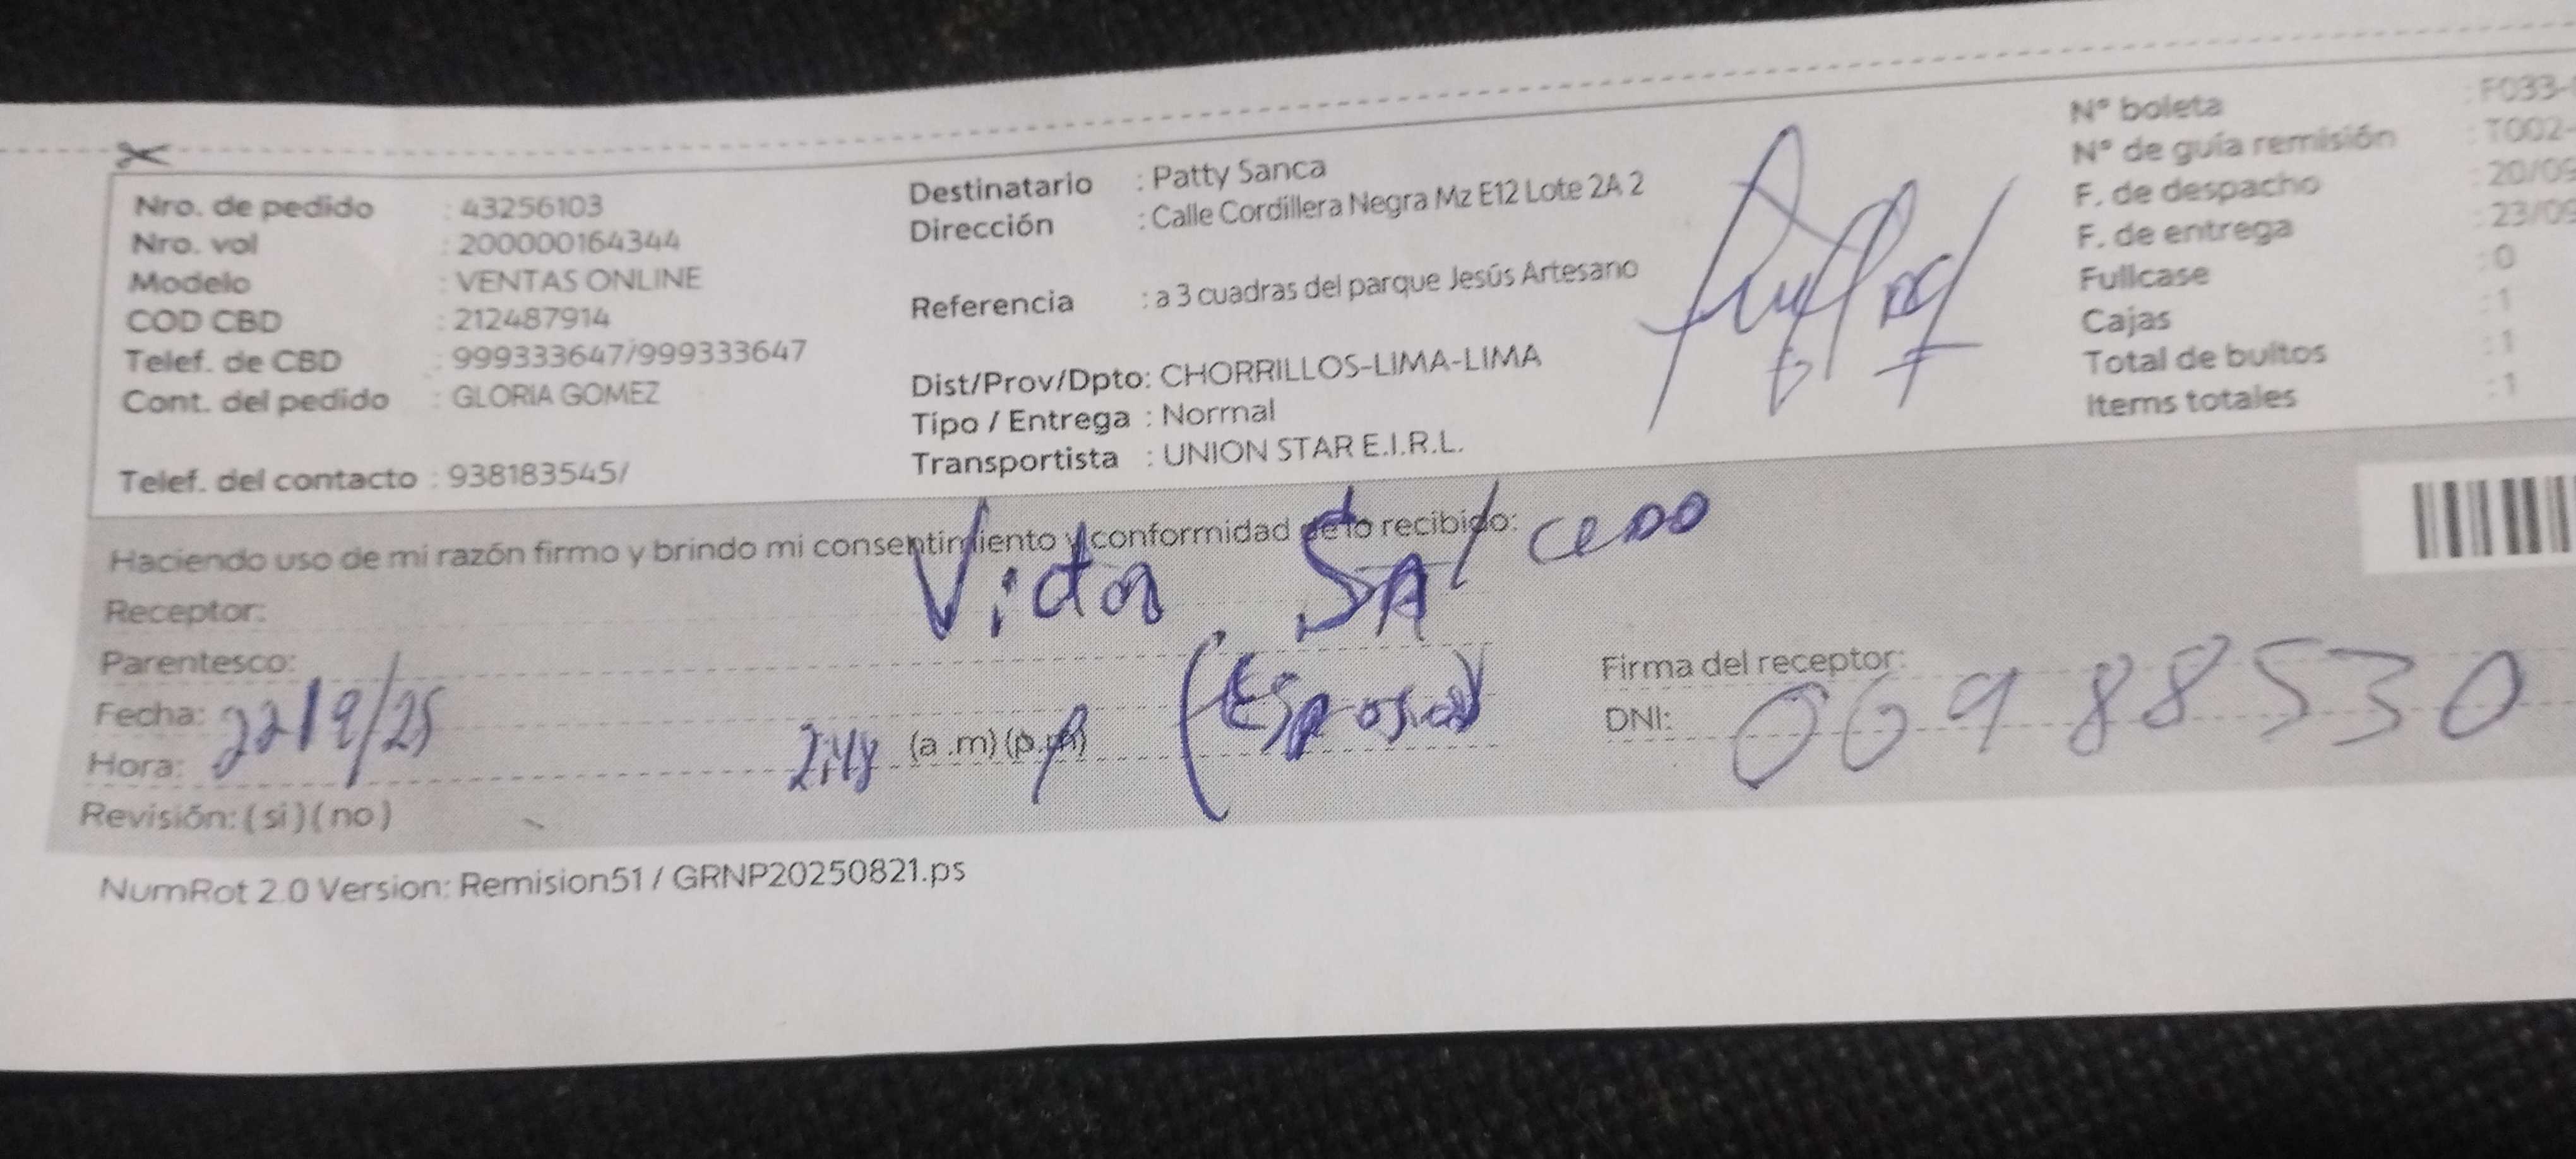 Nro. de pedido : 43256103
Nro. vol : 200000164344
Modelo : VENTAS ONLINE
COD CBD : 212487914
Telef. de CBD : 999333647/999333647
Cont. del pedido : GLORIA GOMEZ
Telef. del contacto : 938183545/
Destinatario : Patty Sanca
Dirección : Calle Cordillera Negra Mz E12 Lote 2A 2
Referencia : a 3 cuadras del parque Jesús Artesano
Dist/Prov/Dpto: CHORRILLOS-LIMA-LIMA
Tipo / Entrega : Normal
Transportista : UNION STAR E.I.R.L.
N° boleta : F033-
N° de guía remisión : T002-
F. de despacho : 20/09
F. de entrega : 23/09
Fullcase : 0
Cajas : 1
Total de bultos : 1
Items totales : 1
Haciendo uso de mi razón firmo y brindo mi consentimiento y conformidad de lo recibido:
Receptor: Victor Salcedo
Parentesco: (Esposo)
Fecha: 22/9/25
Hora: 2:48 (a .m) (p.m)
Revisión: ( si ) ( no )
Firma del receptor:
DNI: 06988530
NumRot 2.0 Version: Remision51 / GRNP20250821.ps